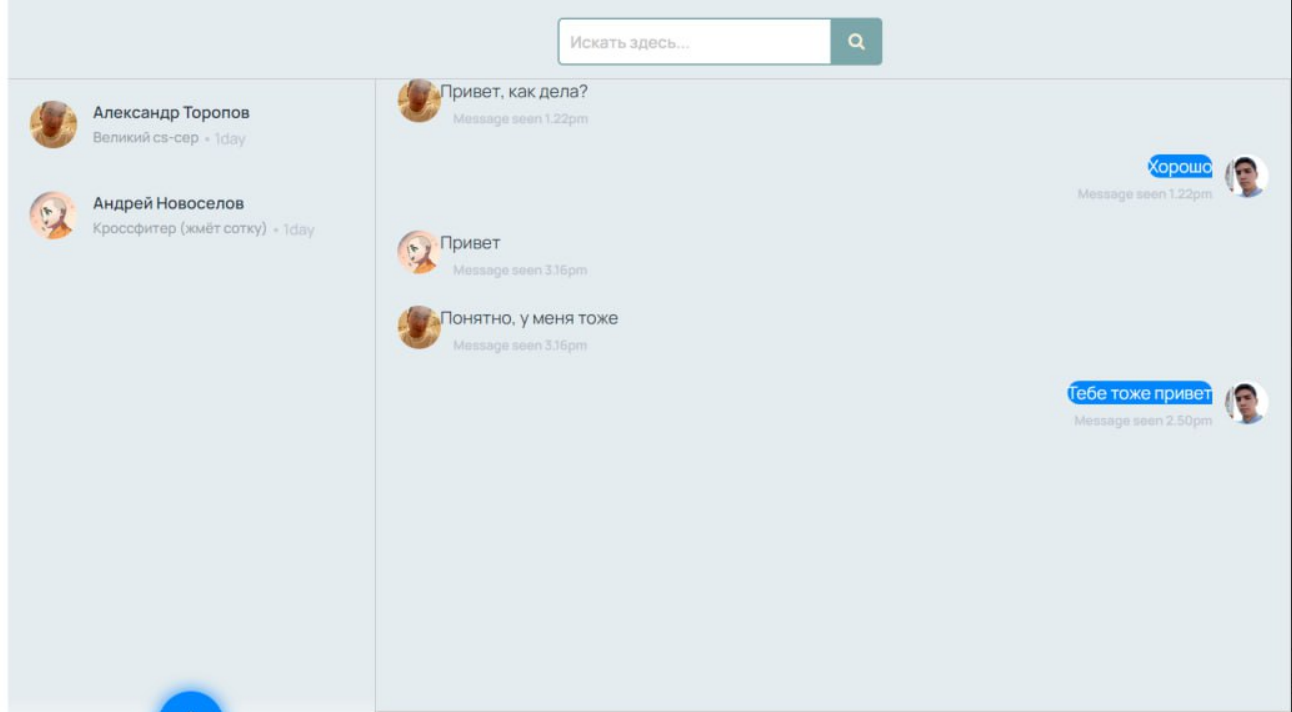 Искать здесь...
Александр Торопов
Великий cs-сер • 1day
Андрей Новоселов
Кроссфитер (жмёт сотку) • 1day
Привет, как дела?
Message seen 1.22pm
Хорошо
Message seen 1.22pm
Привет
Message seen 3.16pm
Понятно, у меня тоже
Message seen 3.16pm
Тебе тоже привет
Message seen 2.50pm